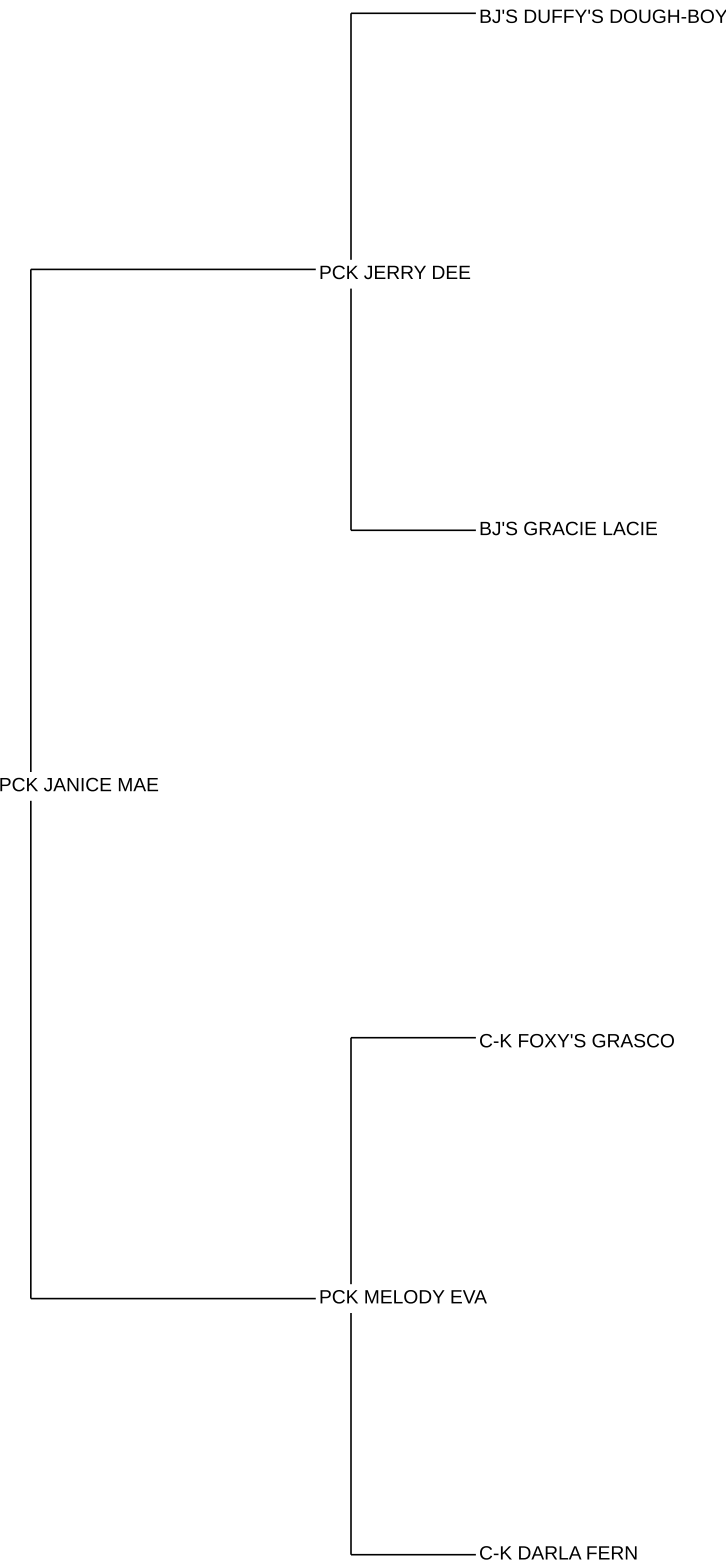 BJ'S DUFFY'S DOUGH-BOY
PCK JERRY DEE
BJ'S GRACIE LACIE
PCK JANICE MAE
C-K FOXY'S GRASCO
PCK MELODY EVA
C-K DARLA FERN